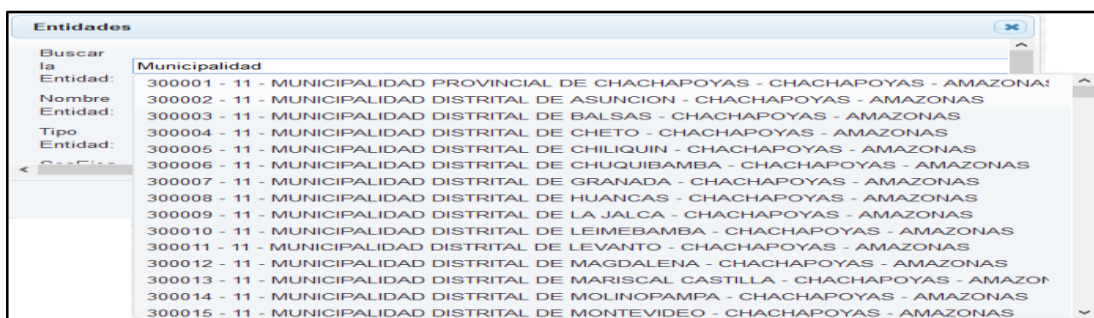 Entidades
Buscar
la
Entidad:
Municipalidad
Nombre
Entidad:
Tipo
Entidad:
300001 - 11 - MUNICIPALIDAD PROVINCIAL DE CHACHAPOYAS - CHACHAPOYAS - AMAZONAS
300002 - 11 - MUNICIPALIDAD DISTRITAL DE ASUNCION - CHACHAPOYAS - AMAZONAS
300003 - 11 - MUNICIPALIDAD DISTRITAL DE BALSAS - CHACHAPOYAS - AMAZONAS
300004 - 11 - MUNICIPALIDAD DISTRITAL DE CHETO - CHACHAPOYAS - AMAZONAS
300005 - 11 - MUNICIPALIDAD DISTRITAL DE CHILIQUIN - CHACHAPOYAS - AMAZONAS
300006 - 11 - MUNICIPALIDAD DISTRITAL DE CHUQUIBAMBA - CHACHAPOYAS - AMAZONAS
300007 - 11 - MUNICIPALIDAD DISTRITAL DE GRANADA - CHACHAPOYAS - AMAZONAS
300008 - 11 - MUNICIPALIDAD DISTRITAL DE HUANCAS - CHACHAPOYAS - AMAZONAS
300009 - 11 - MUNICIPALIDAD DISTRITAL DE LA JALCA - CHACHAPOYAS - AMAZONAS
300010 - 11 - MUNICIPALIDAD DISTRITAL DE LEIMEBAMBA - CHACHAPOYAS - AMAZONAS
300011 - 11 - MUNICIPALIDAD DISTRITAL DE LEVANTO - CHACHAPOYAS - AMAZONAS
300012 - 11 - MUNICIPALIDAD DISTRITAL DE MAGDALENA - CHACHAPOYAS - AMAZONAS
300013 - 11 - MUNICIPALIDAD DISTRITAL DE MARISCAL CASTILLA - CHACHAPOYAS - AMAZON
300014 - 11 - MUNICIPALIDAD DISTRITAL DE MOLINOPAMPA - CHACHAPOYAS - AMAZONAS
300015 - 11 - MUNICIPALIDAD DISTRITAL DE MONTEVIDEO - CHACHAPOYAS - AMAZONAS